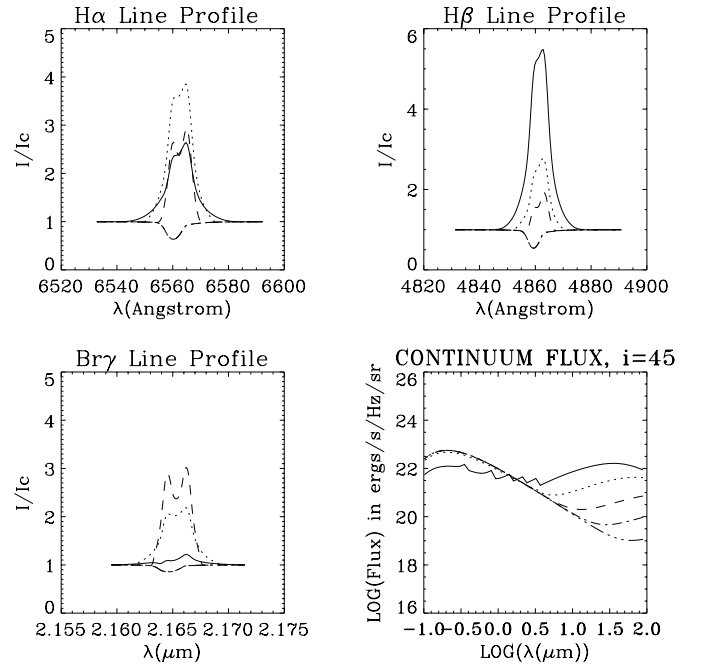 Hα Line Profile
5
4
3
2
1
0
I/Ic
6520 6540 6560 6580 6600
λ(Angstrom)
Hβ Line Profile
6
4
2
0
I/Ic
4820 4840 4860 4880 4900
λ(Angstrom)
Brγ Line Profile
5
4
3
2
1
0
I/Ic
2.155 2.160 2.165 2.170 2.175
λ(μm)
CONTINUUM FLUX, i=45
26
24
22
20
18
16
LOG(Flux) in ergs/s/Hz/sr
-1.0 -0.5 0.0 0.5 1.0 1.5 2.0
LOG(λ(μm))